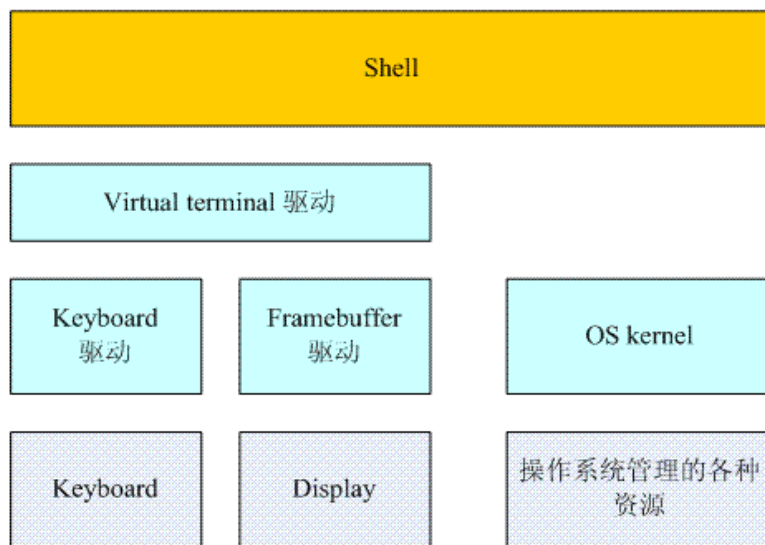 Shell
Virtual terminal 驱动
Keyboard
驱动
Framebuffer
驱动
OS kernel
Keyboard
Display
操作系统管理的各种
资源